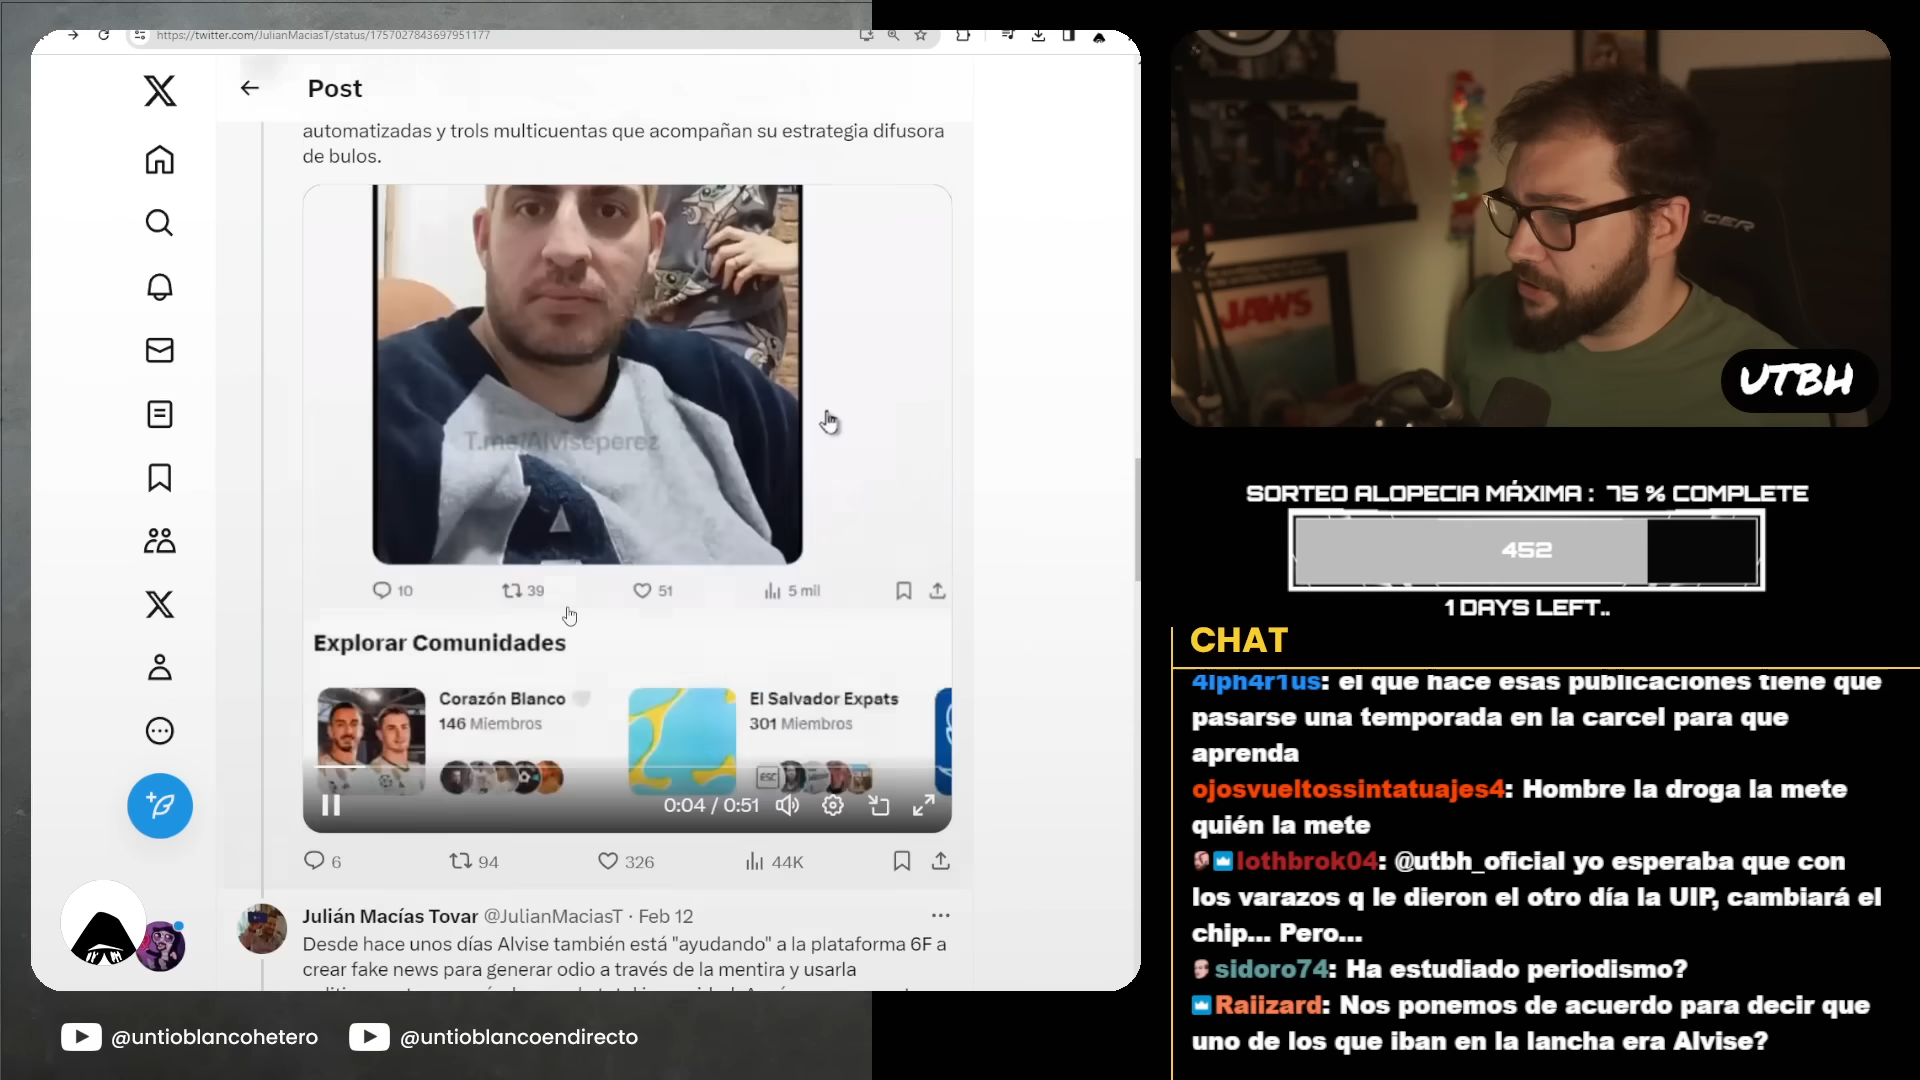 https://twitter.com/JulianMaciasT/status/1757027843697951177
Post
automatizadas y trols multicuentas que acompañan su estrategia difusora
de bulos.
T.me/Alviseperez
10
39
51
5 mil
Explorar Comunidades
Corazón Blanco
146 Miembros
El Salvador Expats
301 Miembros
ESC
0:04 / 0:51
6
94
326
44K
Julián Macías Tovar @JulianMaciasT · Feb 12
Desde hace unos días Alvise también está "ayudando" a la plataforma 6F a
crear fake news para generar odio a través de la mentira y usarla
@untioblancohetero
@untioblancoendirecto
JAWS
UTBH
SORTEO ALOPECIA MÁXIMA : 75 % COMPLETE
452
1 DAYS LEFT..
CHAT
4lph4r1us: el que hace esas publicaciones tiene que
pasarse una temporada en la carcel para que
aprenda
ojosvueltossintatuajes4: Hombre la droga la mete
quién la mete
lothbrok04: @utbh_oficial yo esperaba que con
los varazos q le dieron el otro día la UIP, cambiará el
chip... Pero...
sidoro74: Ha estudiado periodismo?
Raiizard: Nos ponemos de acuerdo para decir que
uno de los que iban en la lancha era Alvise?